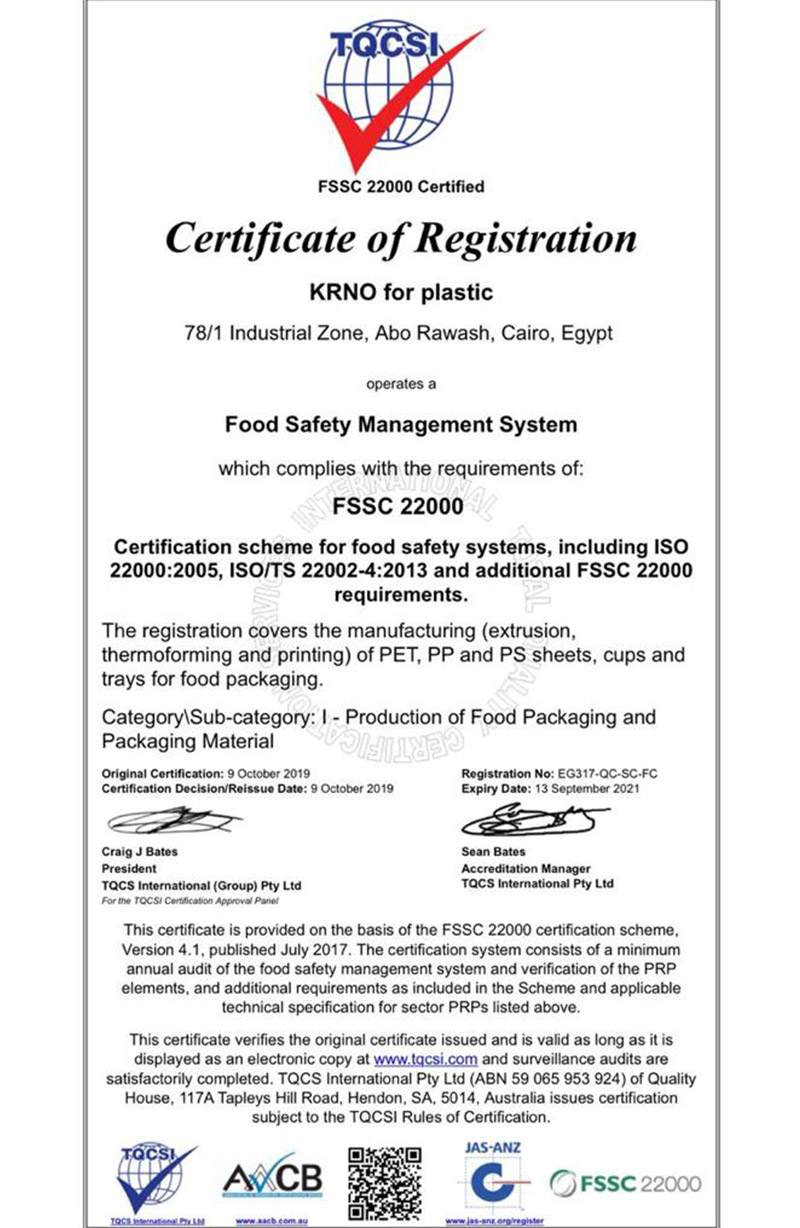 TQCSI
FSSC 22000 Certified
Certificate of Registration
KRNO for plastic
78/1 Industrial Zone, Abo Rawash, Cairo, Egypt
operates a
Food Safety Management System
which complies with the requirements of:
FSSC 22000
Certification scheme for food safety systems, including ISO
22000:2005, ISO/TS 22002-4:2013 and additional FSSC 22000
requirements.
The registration covers the manufacturing (extrusion,
thermoforming and printing) of PET, PP and PS sheets, cups and
trays for food packaging.
Category\Sub-category: I - Production of Food Packaging and
Packaging Material
TOTAL QUALITY CERTIFICATION SERVICES INTERNATIONAL
Original Certification: 9 October 2019 Registration No: EG317-QC-SC-FC
Certification Decision/Reissue Date: 9 October 2019 Expiry Date: 13 September 2021
Craig J Bates Sean Bates
President Accreditation Manager
TQCS International (Group) Pty Ltd TQCS International Pty Ltd
For the TQCSI Certification Approval Panel
This certificate is provided on the basis of the FSSC 22000 certification scheme,
Version 4.1, published July 2017. The certification system consists of a minimum
annual audit of the food safety management system and verification of the PRP
elements, and additional requirements as included in the Scheme and applicable
technical specification for sector PRPs listed above.
This certificate verifies the original certificate issued and is valid as long as it is
displayed as an electronic copy at www.tqcsi.com and surveillance audits are
satisfactorily completed. TQCS International Pty Ltd (ABN 59 065 953 924) of Quality
House, 117A Tapleys Hill Road, Hendon, SA, 5014, Australia issues certification
subject to the TQCSI Rules of Certification.
TQCSI AACB JAS-ANZ FSSC 22000
TQCS International Pty Ltd www.aacb.com.au www.jas-anz.org/register